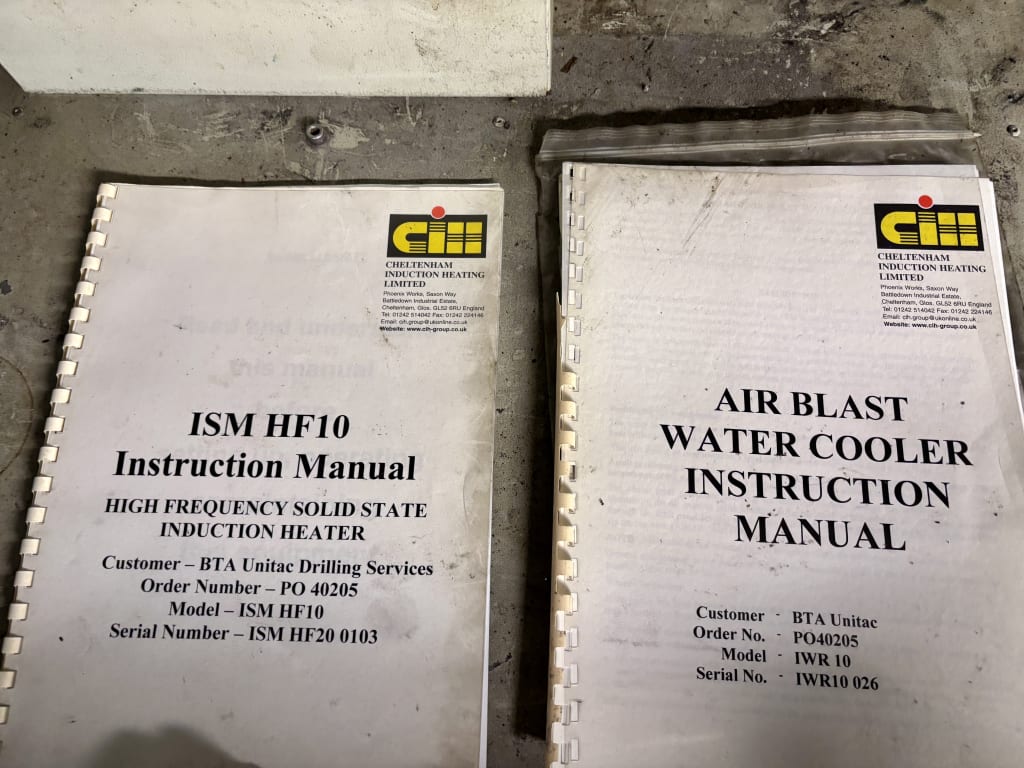 cih
CHELTENHAM
INDUCTION HEATING
LIMITED
Phoenix Works, Saxon Way
Battledown Industrial Estate,
Cheltenham, Glos. GL52 6RU England
Tel: 01242 514042 Fax: 01242 224146
Email: cih.group@ukonline.co.uk
Website: www.cih-group.co.uk
this manual
ISM HF10
Instruction Manual
HIGH FREQUENCY SOLID STATE
INDUCTION HEATER
Customer – BTA Unitac Drilling Services
Order Number – PO 40205
Model – ISM HF10
Serial Number – ISM HF20 0103
cih
CHELTENHAM
INDUCTION HEATING
LIMITED
Phoenix Works, Saxon Way
Battledown Industrial Estate,
Cheltenham, Glos. GL52 6RU England
Tel: 01242 514042 Fax: 01242 224146
Email: cih.group@ukonline.co.uk
Website: www.cih-group.co.uk
AIR BLAST
WATER COOLER
INSTRUCTION
MANUAL
Customer - BTA Unitac
Order No. - PO40205
Model - IWR 10
Serial No. - IWR10 026